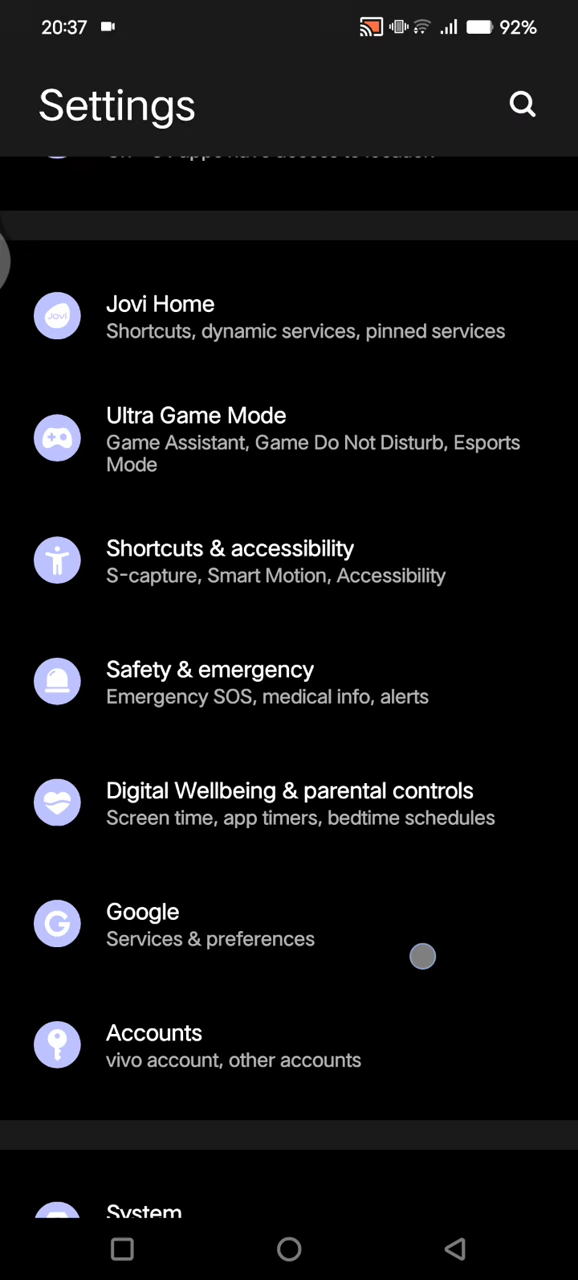 20:37
92%
Settings
Jovi Home
Shortcuts, dynamic services, pinned services
Ultra Game Mode
Game Assistant, Game Do Not Disturb, Esports
Mode
Shortcuts & accessibility
S-capture, Smart Motion, Accessibility
Safety & emergency
Emergency SOS, medical info, alerts
Digital Wellbeing & parental controls
Screen time, app timers, bedtime schedules
Google
Services & preferences
Accounts
vivo account, other accounts
System